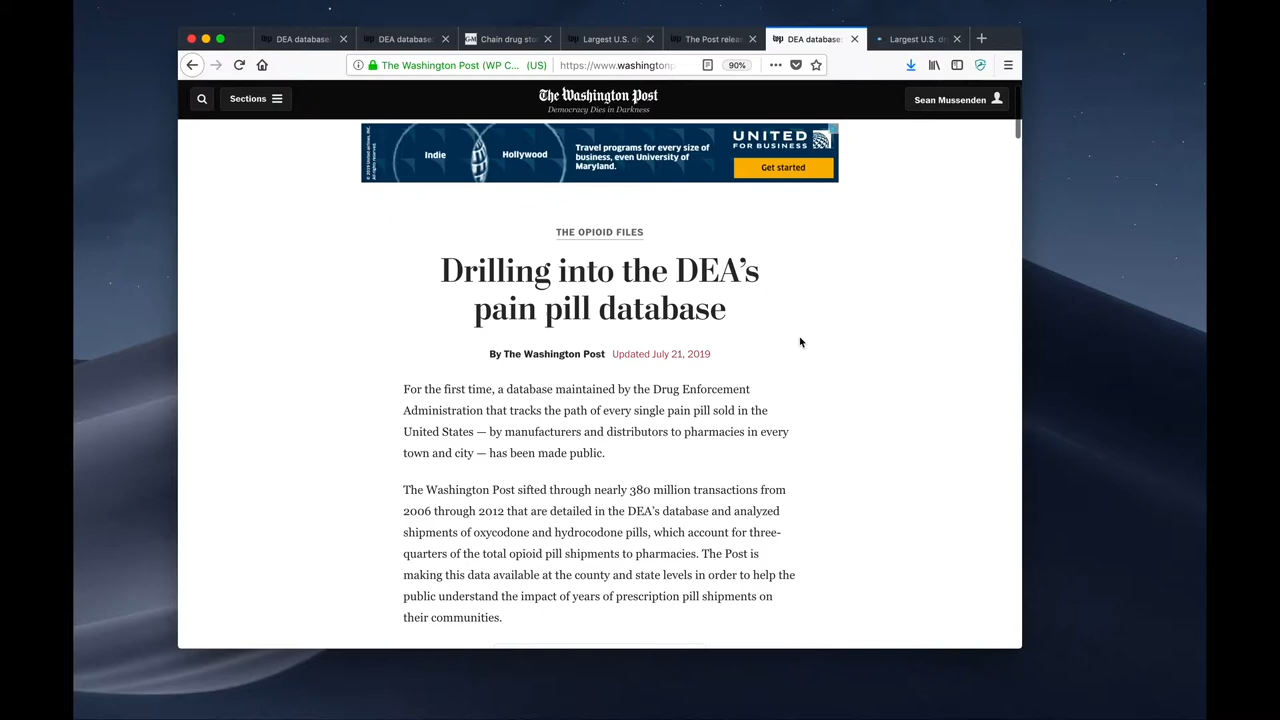 DEA database
DEA database
G&M
Chain drug sto
Largest U.S. dr
The Post relea
DEA database:
Largest U.S. dr
The Washington Post (WP C... (US)
https://www.washingtonp
90%
Sections
The Washington Post
Democracy Dies in Darkness
Sean Mussenden
© 2019 United Airlines, Inc.
All rights reserved.
Indie
Hollywood
Travel programs for every size of
business, even University of
Maryland.
UNITED
FOR BUSINESS
Get started
THE OPIOID FILES
Drilling into the DEA’s
pain pill database
By The Washington Post Updated July 21, 2019
For the first time, a database maintained by the Drug Enforcement
Administration that tracks the path of every single pain pill sold in the
United States — by manufacturers and distributors to pharmacies in every
town and city — has been made public.
The Washington Post sifted through nearly 380 million transactions from
2006 through 2012 that are detailed in the DEA’s database and analyzed
shipments of oxycodone and hydrocodone pills, which account for three-
quarters of the total opioid pill shipments to pharmacies. The Post is
making this data available at the county and state levels in order to help the
public understand the impact of years of prescription pill shipments on
their communities.